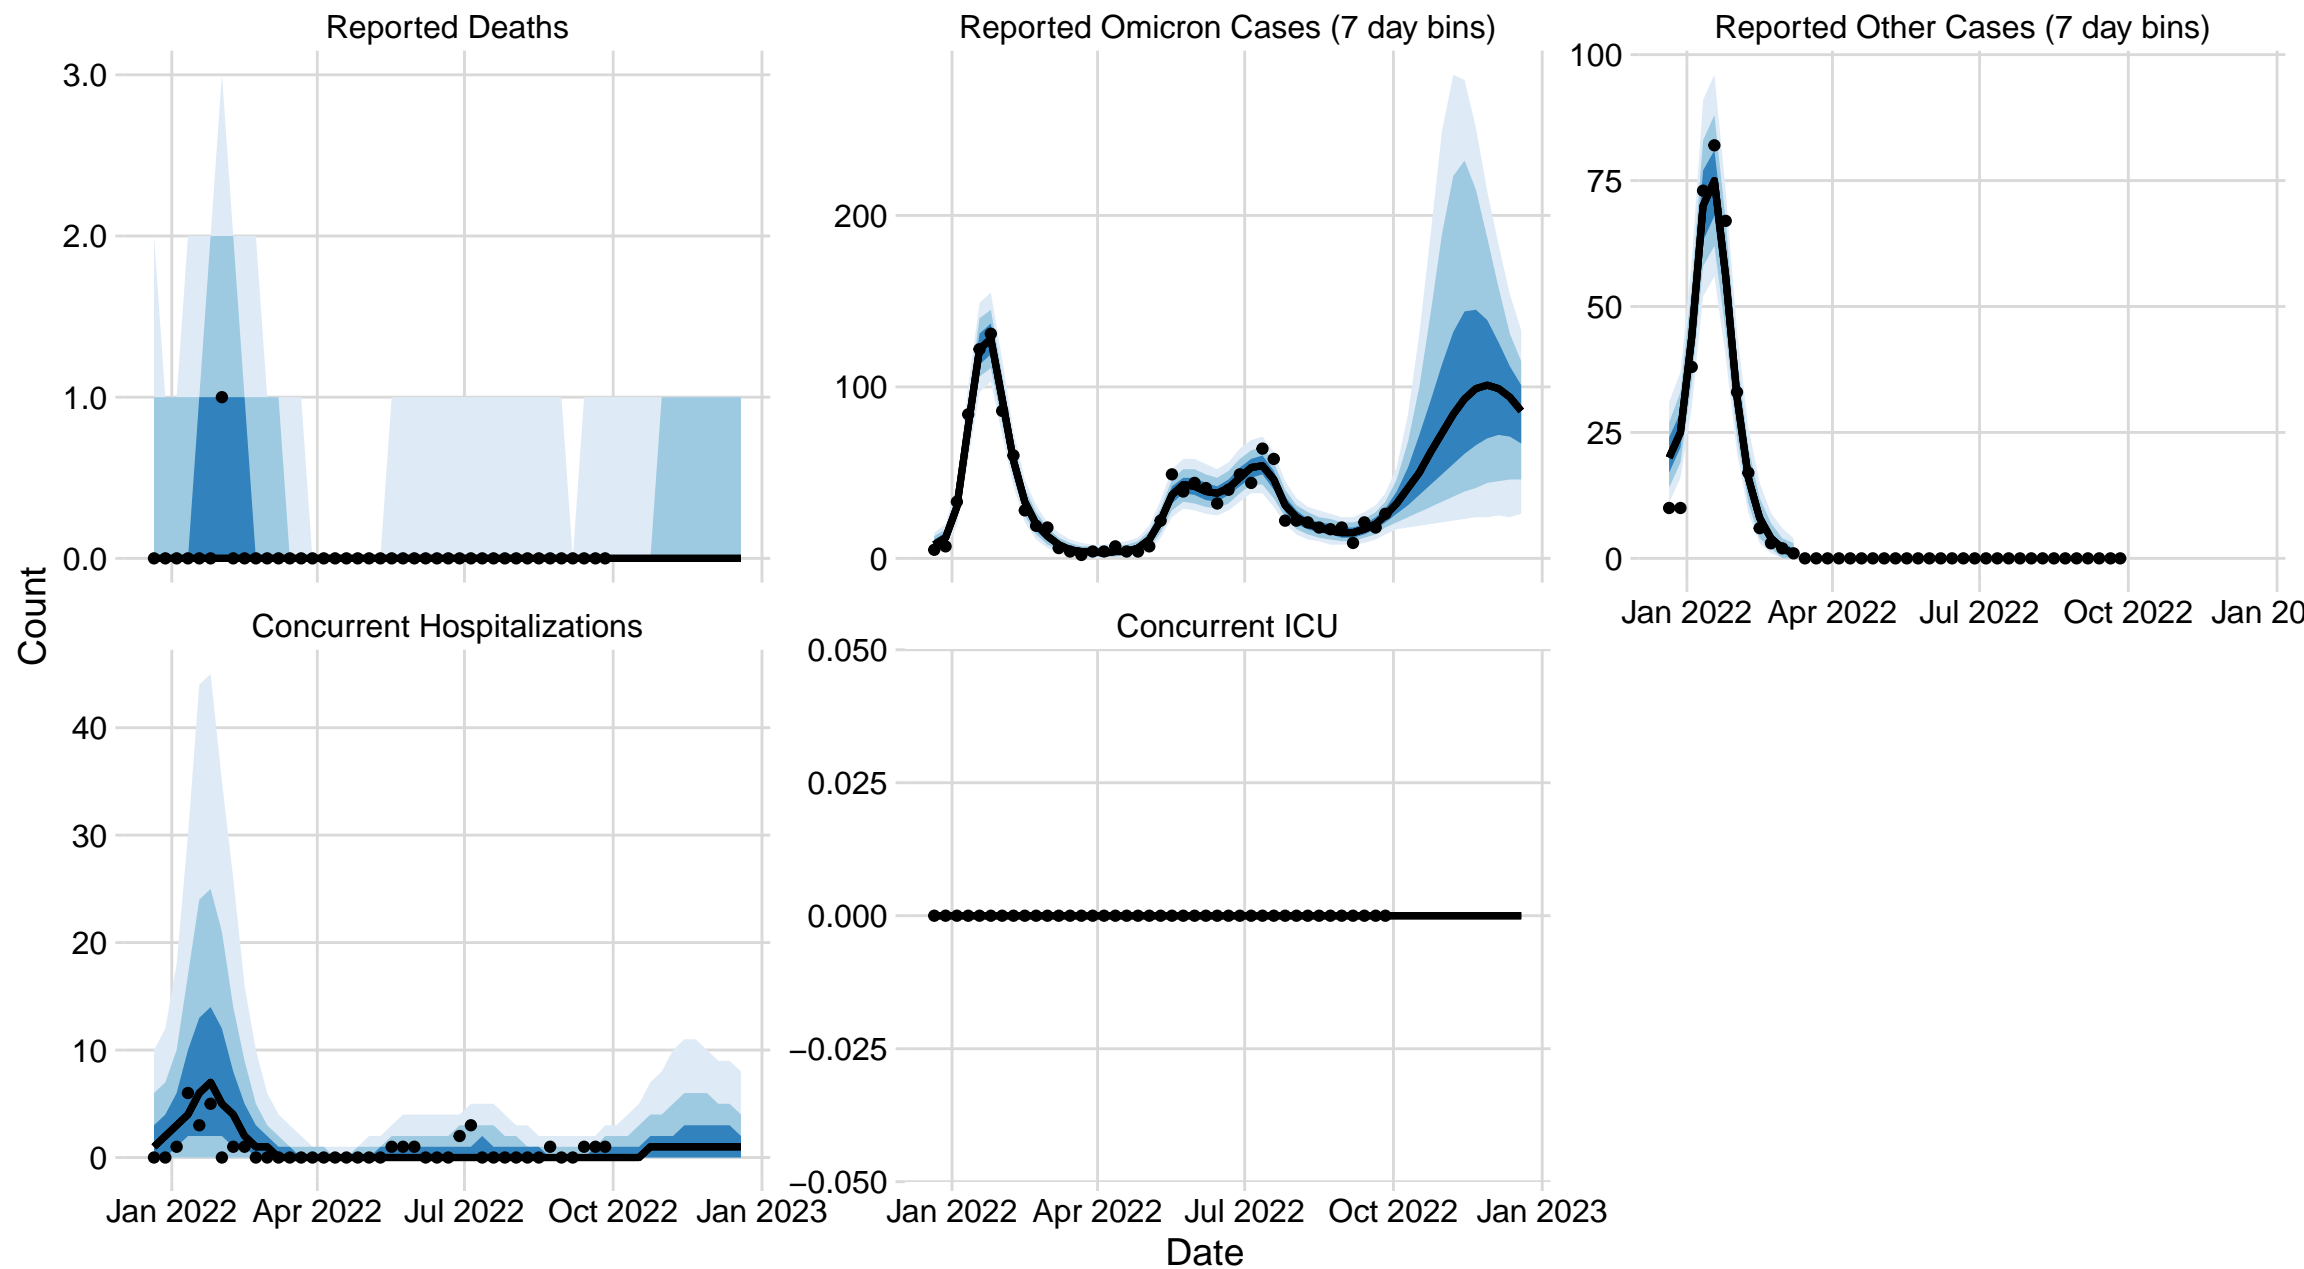 Reported Deaths
Reported Omicron Cases (7 day bins)
Reported Other Cases (7 day bins)
3.0
2.0
1.0
0.0
200
100
0
100
75
50
25
0
Jan 2022 Apr 2022 Jul 2022 Oct 2022 Jan 20
Count
Concurrent Hospitalizations
Concurrent ICU
40
30
20
10
0
0.050
0.025
0.000
−0.025
−0.050
Jan 2022 Apr 2022 Jul 2022 Oct 2022 Jan 2023
Jan 2022 Apr 2022 Jul 2022 Oct 2022 Jan 2023
Date